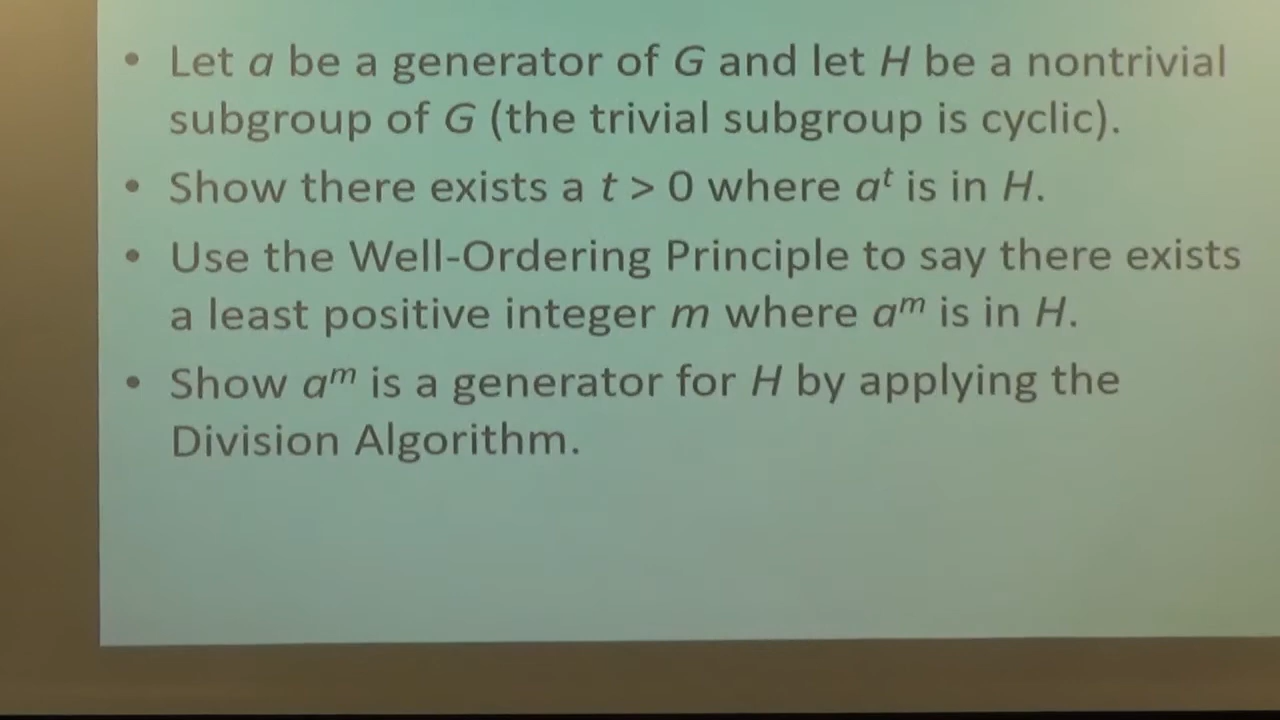 • Let a be a generator of G and let H be a nontrivial
subgroup of G (the trivial subgroup is cyclic).
• Show there exists a t > 0 where aᵗ is in H.
• Use the Well-Ordering Principle to say there exists
a least positive integer m where aᵐ is in H.
• Show aᵐ is a generator for H by applying the
Division Algorithm.